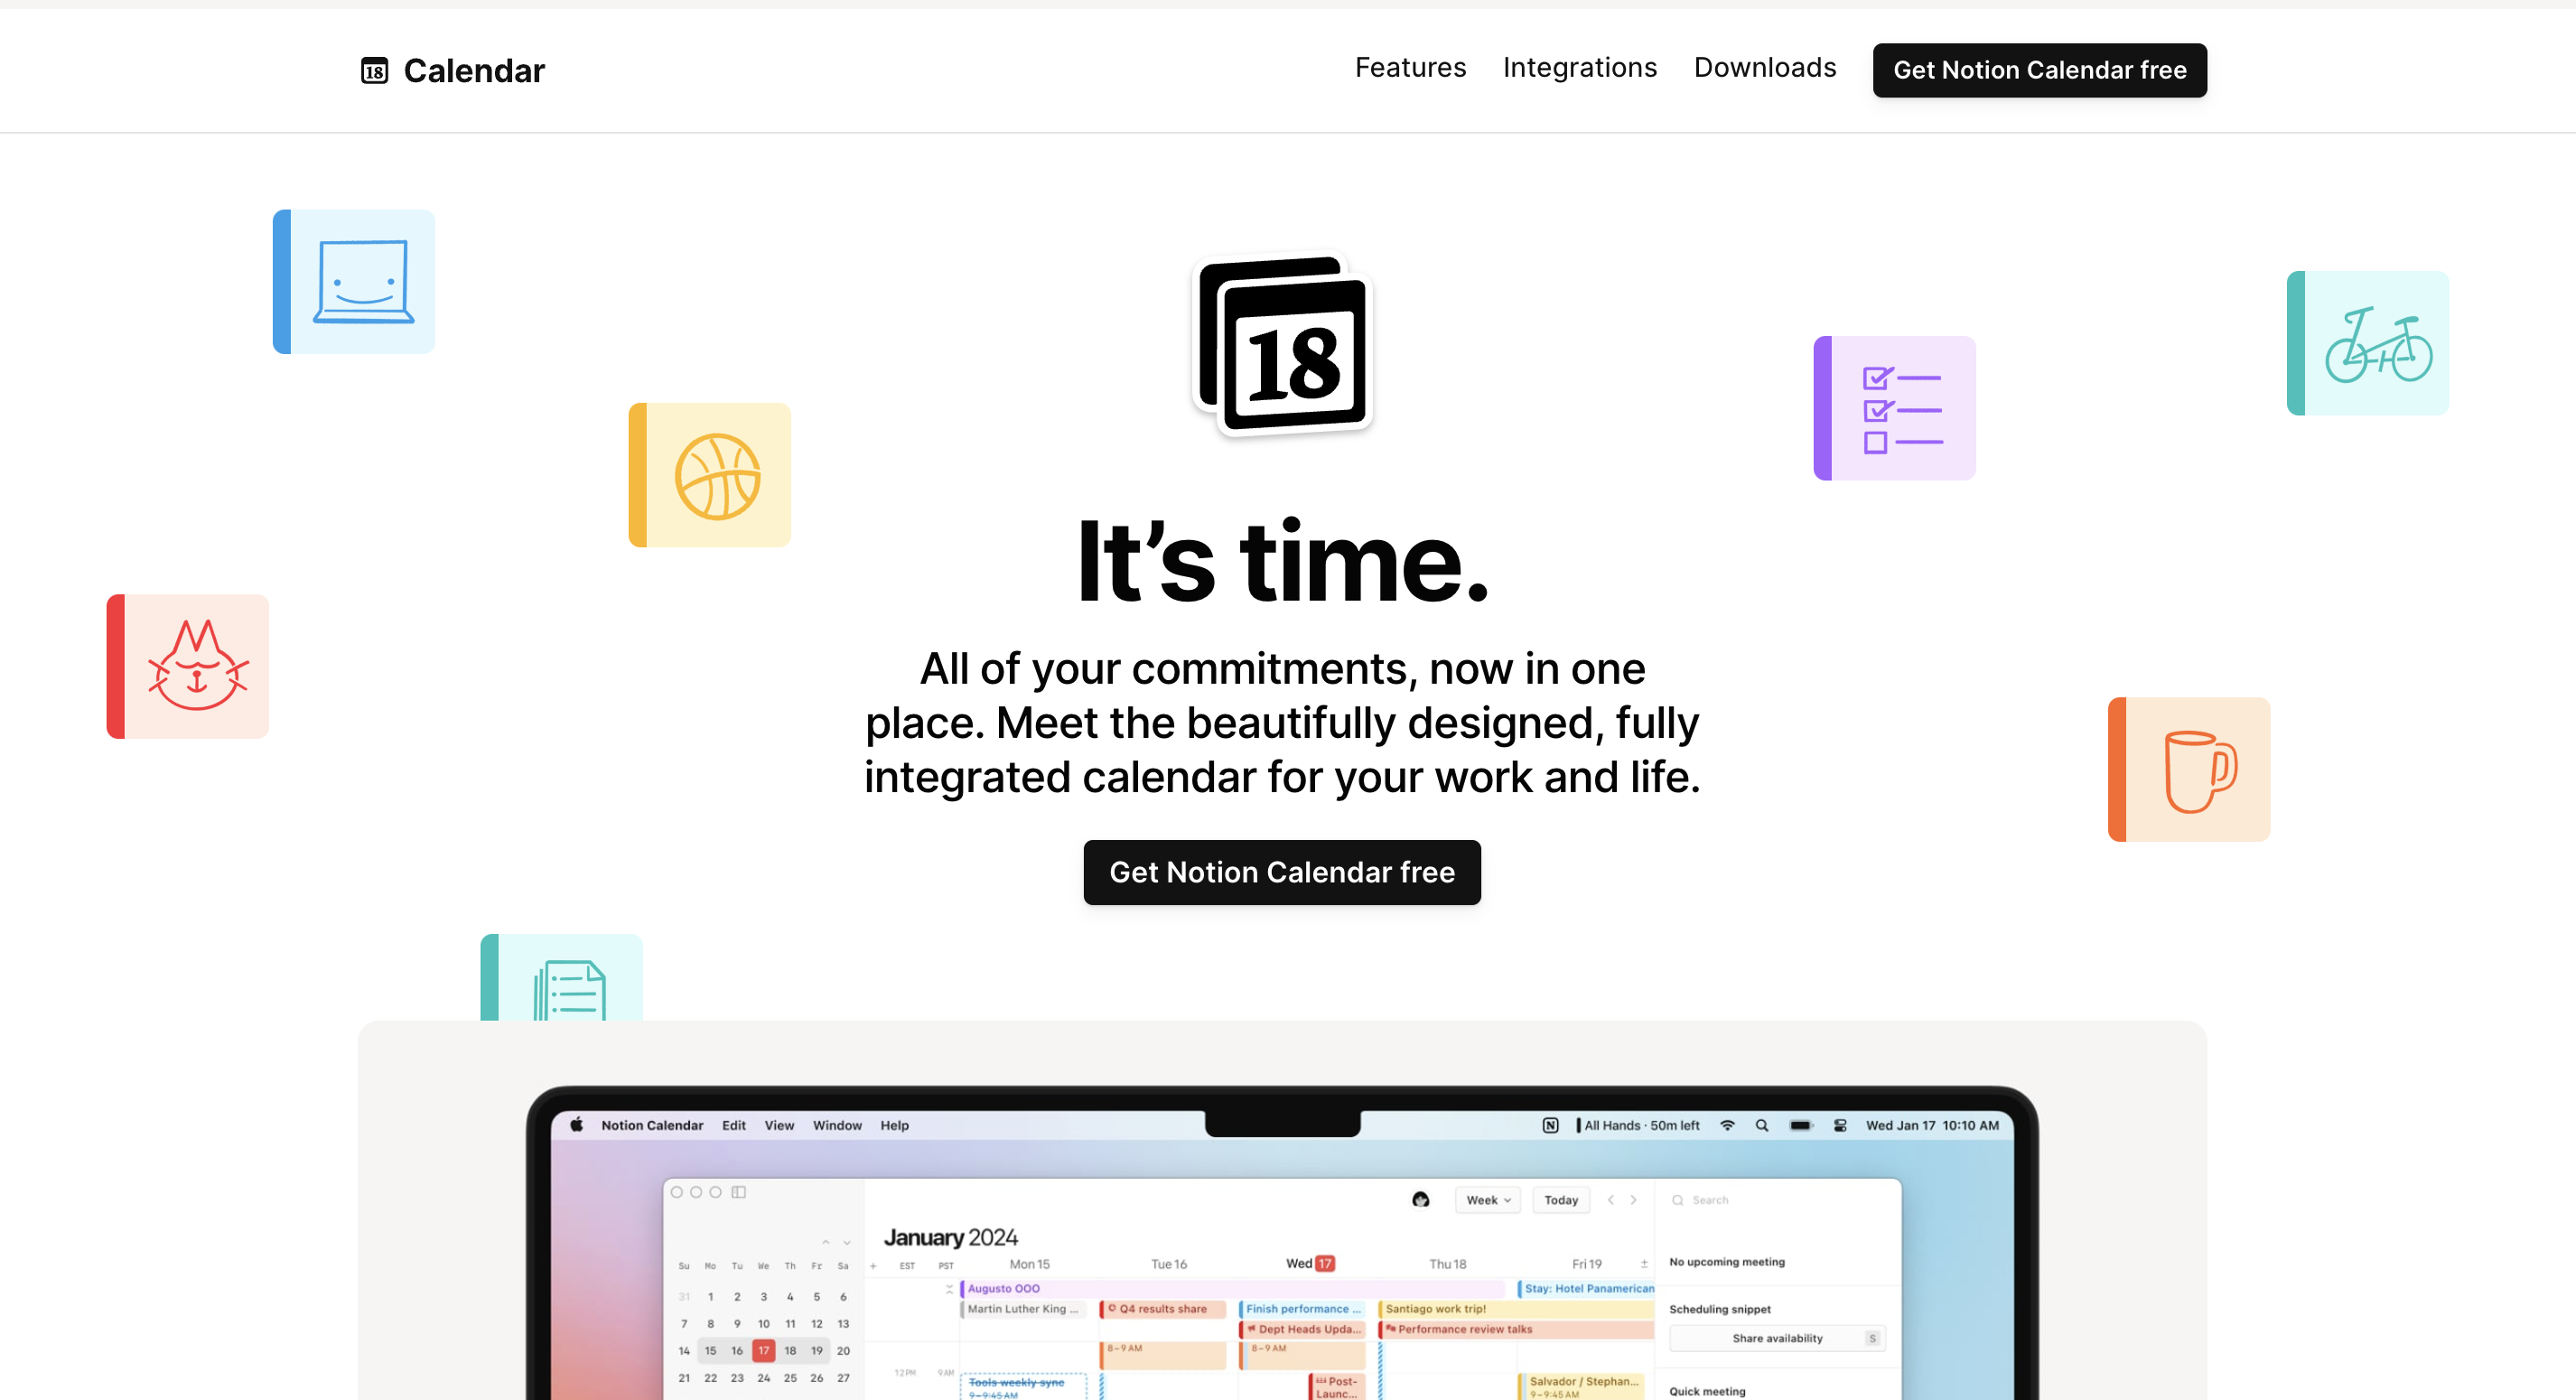 18 Calendar
Features Integrations Downloads Get Notion Calendar free
18
It’s time.
All of your commitments, now in one
place. Meet the beautifully designed, fully
integrated calendar for your work and life.
Get Notion Calendar free
Notion Calendar Edit View Window Help
N All Hands · 50m left Wed Jan 17 10:10 AM
Week Today Search
January 2024
Su Mo Tu We Th Fr Sa
31 1 2 3 4 5 6
7 8 9 10 11 12 13
14 15 16 17 18 19 20
21 22 23 24 25 26 27
+ EST PST Mon 15 Tue 16 Wed 17 Thu 18 Fri 19 ±
Augusto OOO Stay: Hotel Panamerican
Martin Luther King ... Q4 results share Finish performance ... Santiago work trip!
Dept Heads Upda... Performance review talks
8–9 AM 8–9 AM
12PM 9AM
Tools weekly sync
9–9:45 AM
Post-
Launc...
Salvador / Stephan...
9–9:45 AM
No upcoming meeting
Scheduling snippet
Share availability S
Quick meeting